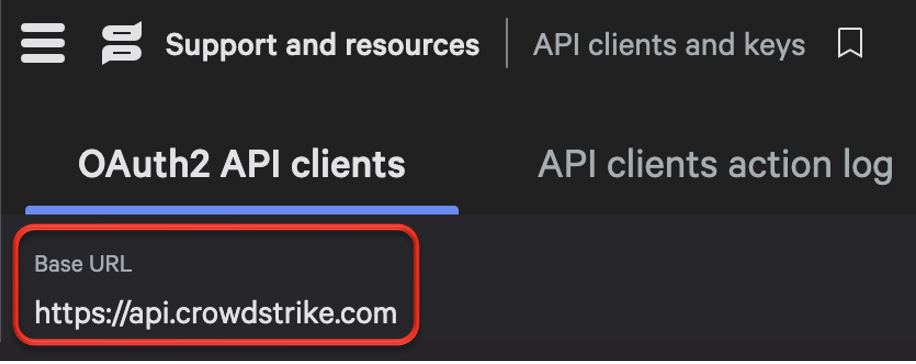 Support and resources API clients and keys
OAuth2 API clients API clients action log
Base URL
https://api.crowdstrike.com